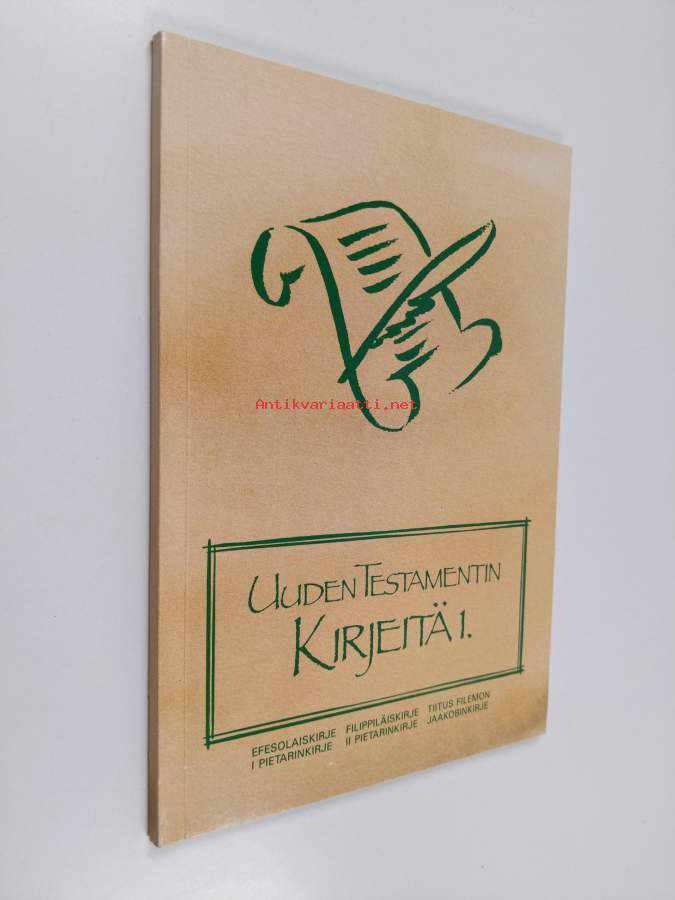 Antikvariaatti.net
UUDEN TESTAMENTIN
KIRJEITÄ 1.
EFESOLAISKIRJE FILIPPILÄISKIRJE TIITUS FILEMON
I PIETARINKIRJE II PIETARINKIRJE JAAKOBINKIRJE